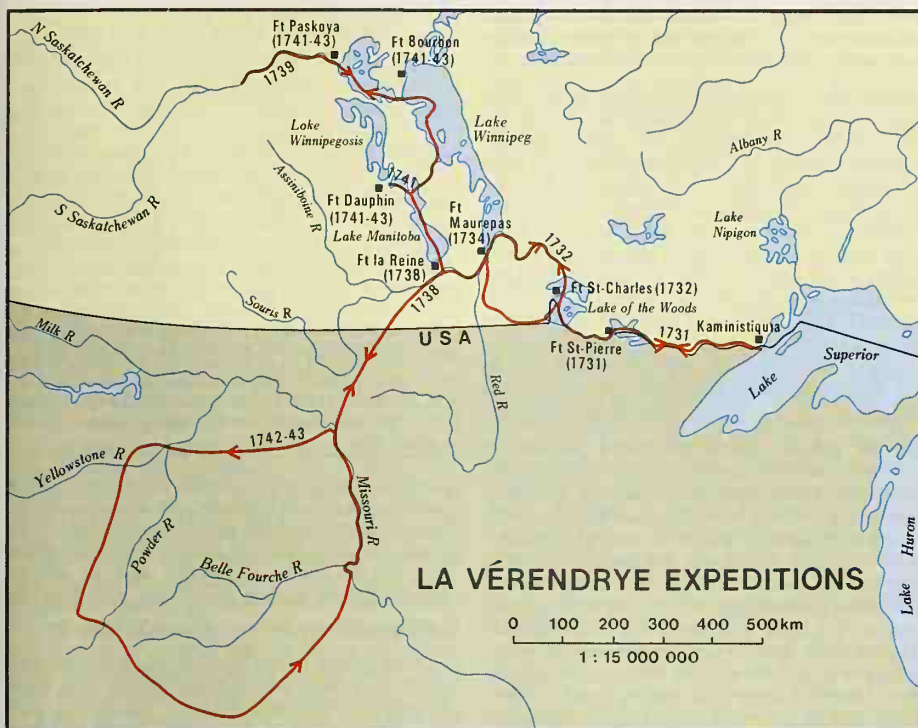 N Saskatchewan R
Ft Paskoya
(1741-43)
Ft Bourbon
(1741-43)
1739
Lake
Winnipegosis
Lake
Winnipeg
Albany R
Assiniboine R
S Saskatchewan R
1741
Ft Dauphin
(1741-43)
Lake Manitoba
Ft
Maurepas
(1734)
Lake
Nipigon
1732
Ft la Reine
(1738)
1738
Ft St-Charles (1732)
Lake of the Woods
Souris R
Milk R
USA
Kaministiquia
1731
Ft St-Pierre
(1731)
Lake
Superior
Red R
1742-43
Yellowstone R
Missouri R
Powder R
Belle Fourche R
Lake Huron
LA VÉRENDRYE EXPEDITIONS
0 100 200 300 400 500km
1 : 15 000 000